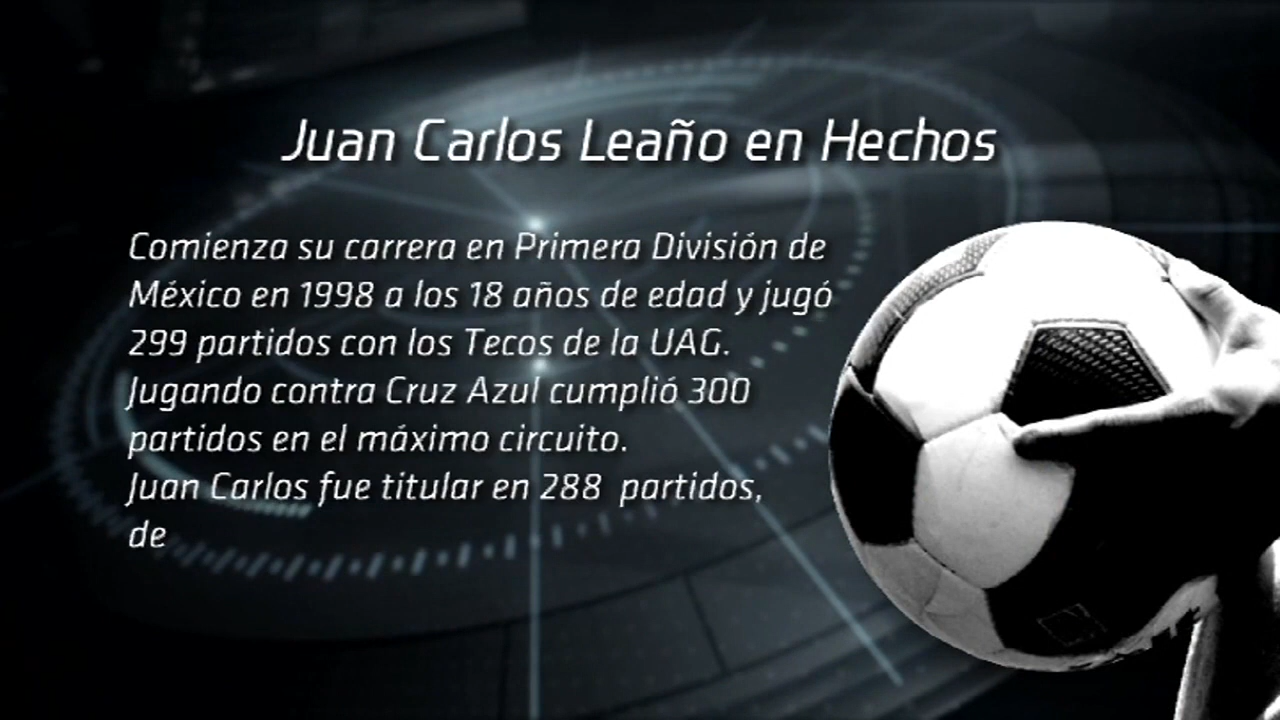 Juan Carlos Leaño en Hechos
Comienza su carrera en Primera División de
México en 1998 a los 18 años de edad y jugó
299 partidos con los Tecos de la UAG.
Jugando contra Cruz Azul cumplió 300
partidos en el máximo circuito.
Juan Carlos fue titular en 288 partidos,
de